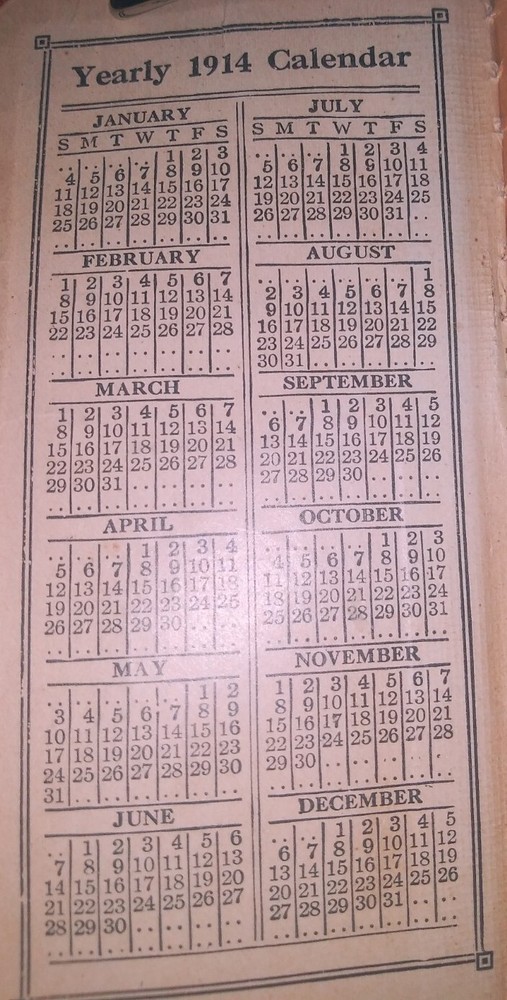 Yearly 1914 Calendar
JANUARY
S M T W T F S
.. .. .. .. 1 2 3
4 5 6 7 8 9 10
11 12 13 14 15 16 17
18 19 20 21 22 23 24
25 26 27 28 29 30 31
.. .. .. .. .. .. ..
FEBRUARY
1 2 3 4 5 6 7
8 9 10 11 12 13 14
15 16 17 18 19 20 21
22 23 24 25 26 27 28
.. .. .. .. .. .. ..
.. .. .. .. .. .. ..
MARCH
1 2 3 4 5 6 7
8 9 10 11 12 13 14
15 16 17 18 19 20 21
22 23 24 25 26 27 28
29 30 31 .. .. .. ..
.. .. .. .. .. .. ..
APRIL
.. .. .. 1 2 3 4
5 6 7 8 9 10 11
12 13 14 15 16 17 18
19 20 21 22 23 24 25
26 27 28 29 30 .. ..
.. .. .. .. .. .. ..
MAY
.. .. .. .. .. 1 2
3 4 5 6 7 8 9
10 11 12 13 14 15 16
17 18 19 20 21 22 23
24 25 26 27 28 29 30
31 .. .. .. .. .. ..
JUNE
.. 1 2 3 4 5 6
7 8 9 10 11 12 13
14 15 16 17 18 19 20
21 22 23 24 25 26 27
28 29 30 .. .. .. ..
.. .. .. .. .. .. ..
JULY
S M T W T F S
.. .. .. 1 2 3 4
5 6 7 8 9 10 11
12 13 14 15 16 17 18
19 20 21 22 23 24 25
26 27 28 29 30 31 ..
.. .. .. .. .. .. ..
AUGUST
.. .. .. .. .. .. 1
2 3 4 5 6 7 8
9 10 11 12 13 14 15
16 17 18 19 20 21 22
23 24 25 26 27 28 29
30 31 .. .. .. .. ..
SEPTEMBER
.. .. 1 2 3 4 5
6 7 8 9 10 11 12
13 14 15 16 17 18 19
20 21 22 23 24 25 26
27 28 29 30 .. .. ..
.. .. .. .. .. .. ..
OCTOBER
.. .. .. .. 1 2 3
4 5 6 7 8 9 10
11 12 13 14 15 16 17
18 19 20 21 22 23 24
25 26 27 28 29 30 31
.. .. .. .. .. .. ..
NOVEMBER
1 2 3 4 5 6 7
8 9 10 11 12 13 14
15 16 17 18 19 20 21
22 23 24 25 26 27 28
29 30 .. .. .. .. ..
.. .. .. .. .. .. ..
DECEMBER
.. .. 1 2 3 4 5
6 7 8 9 10 11 12
13 14 15 16 17 18 19
20 21 22 23 24 25 26
27 28 29 30 31 .. ..
.. .. .. .. .. .. ..